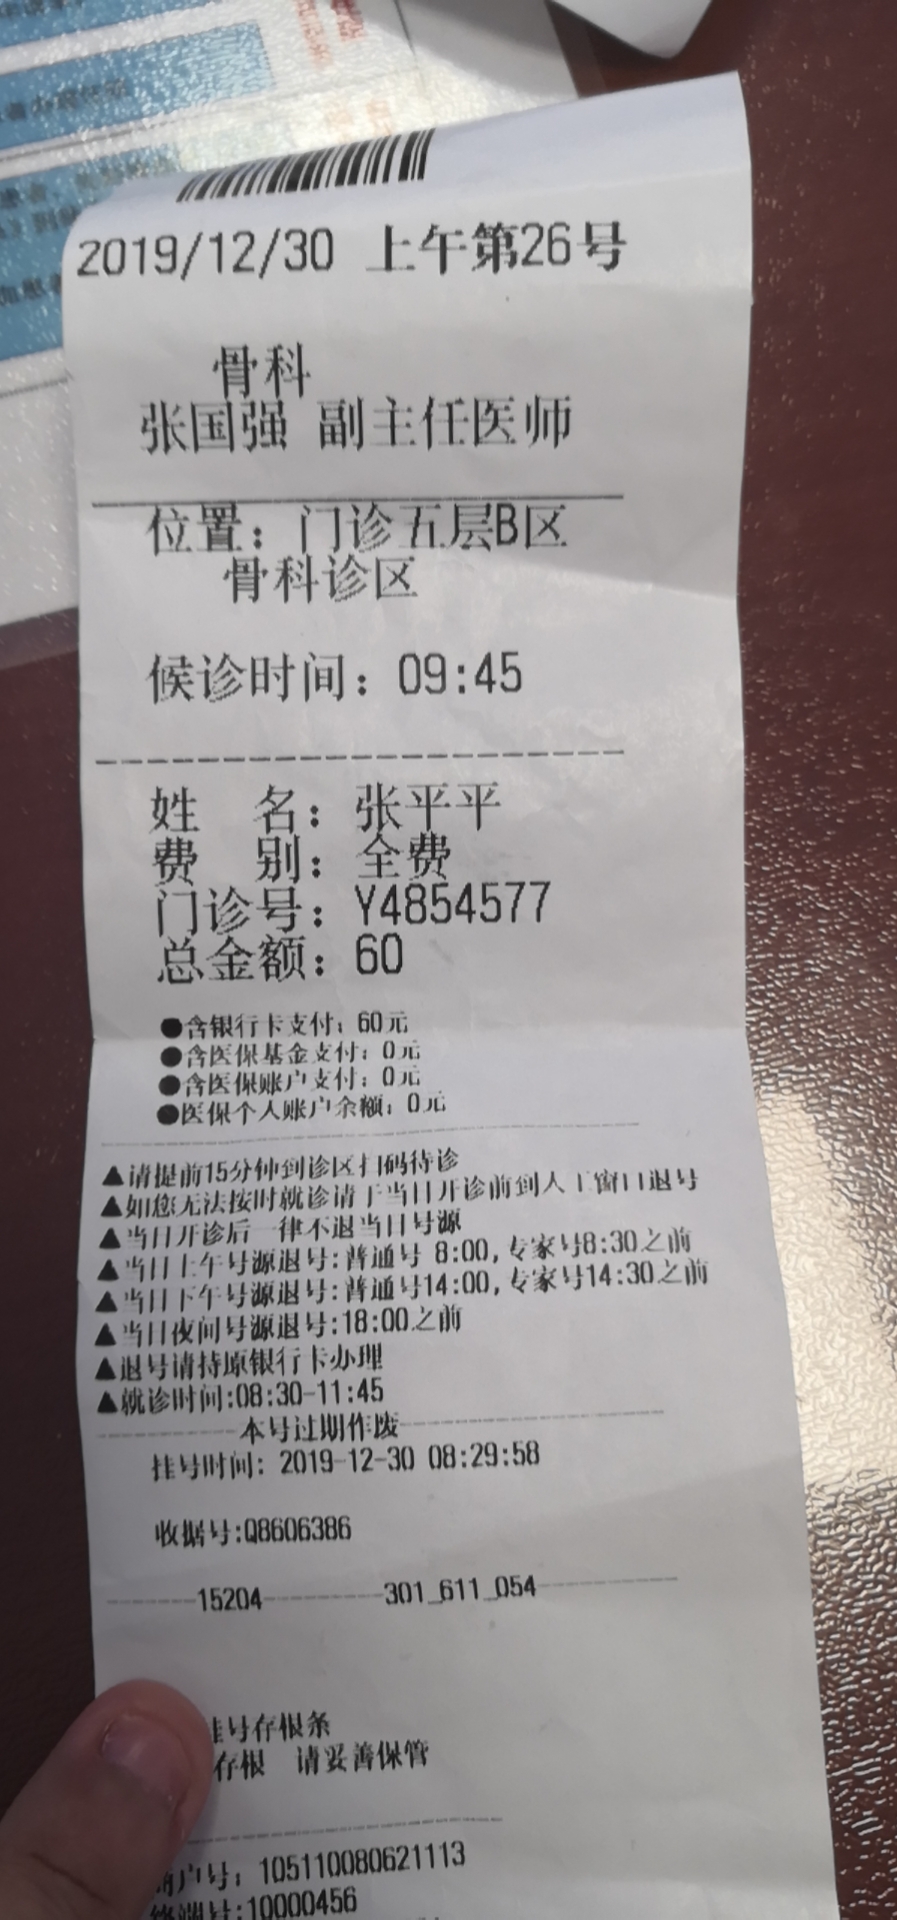 2019/12/30 上午第26号
骨科
张国强 副主任医师
位置：门诊五层B区
骨科诊区
候诊时间：09:45
姓 名：张平平
费 别：全费
门诊号：Y4854577
总金额：60
●含银行卡支付：60元
●含医保基金支付：0元
●含医保账户支付：0元
●医保个人账户余额：0元
▲请提前15分钟到诊区扫码待诊
▲如您无法按时就诊请于当日开诊前到人工窗口退号
▲当日开诊后一律不退当日号源
▲当日上午号源退号:普通号 8:00,专家号8:30之前
▲当日下午号源退号:普通号14:00,专家号14:30之前
▲当日夜间号源退号:18:00之前
▲退号请持原银行卡办理
▲就诊时间:08:30-11:45
本号过期作废
挂号时间: 2019-12-30 08:29:58
收据号:Q8606386
15204 301_611_054
挂号存根条
存根 请妥善保管
商户号: 105110080621113
终端号:10000456